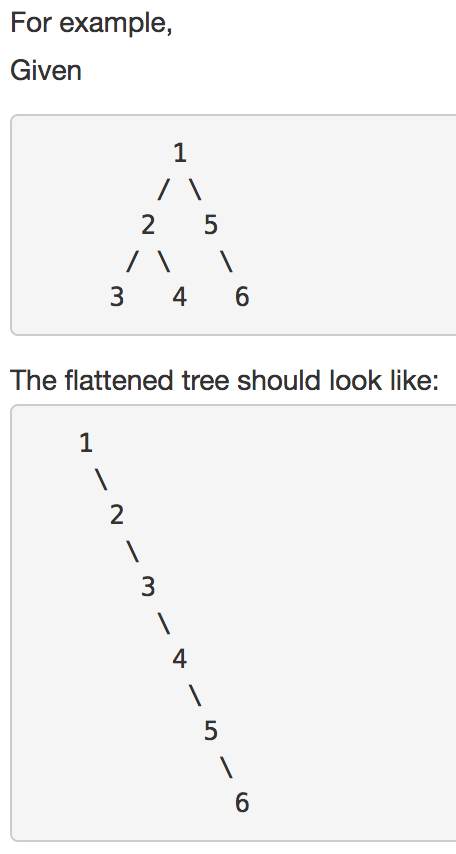 For example,
Given
1
/ \
2 5
/ \ \
3 4 6
The flattened tree should look like:
1
\
2
\
3
\
4
\
5
\
6